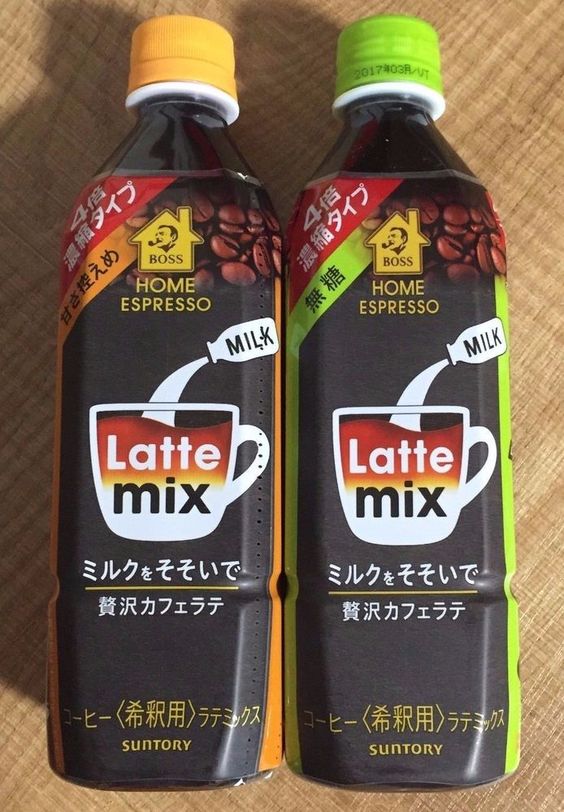 4倍
濃縮タイプ
甘さ控えめ
BOSS
HOME
ESPRESSO
MILK
Latte
mix
ミルクをそそいで
贅沢カフェラテ
コーヒー〈希釈用〉ラテミックス
SUNTORY
2017年03月/UT
4倍
濃縮タイプ
無糖
BOSS
HOME
ESPRESSO
MILK
Latte
mix
ミルクをそそいで
贅沢カフェラテ
コーヒー〈希釈用〉ラテミックス
SUNTORY